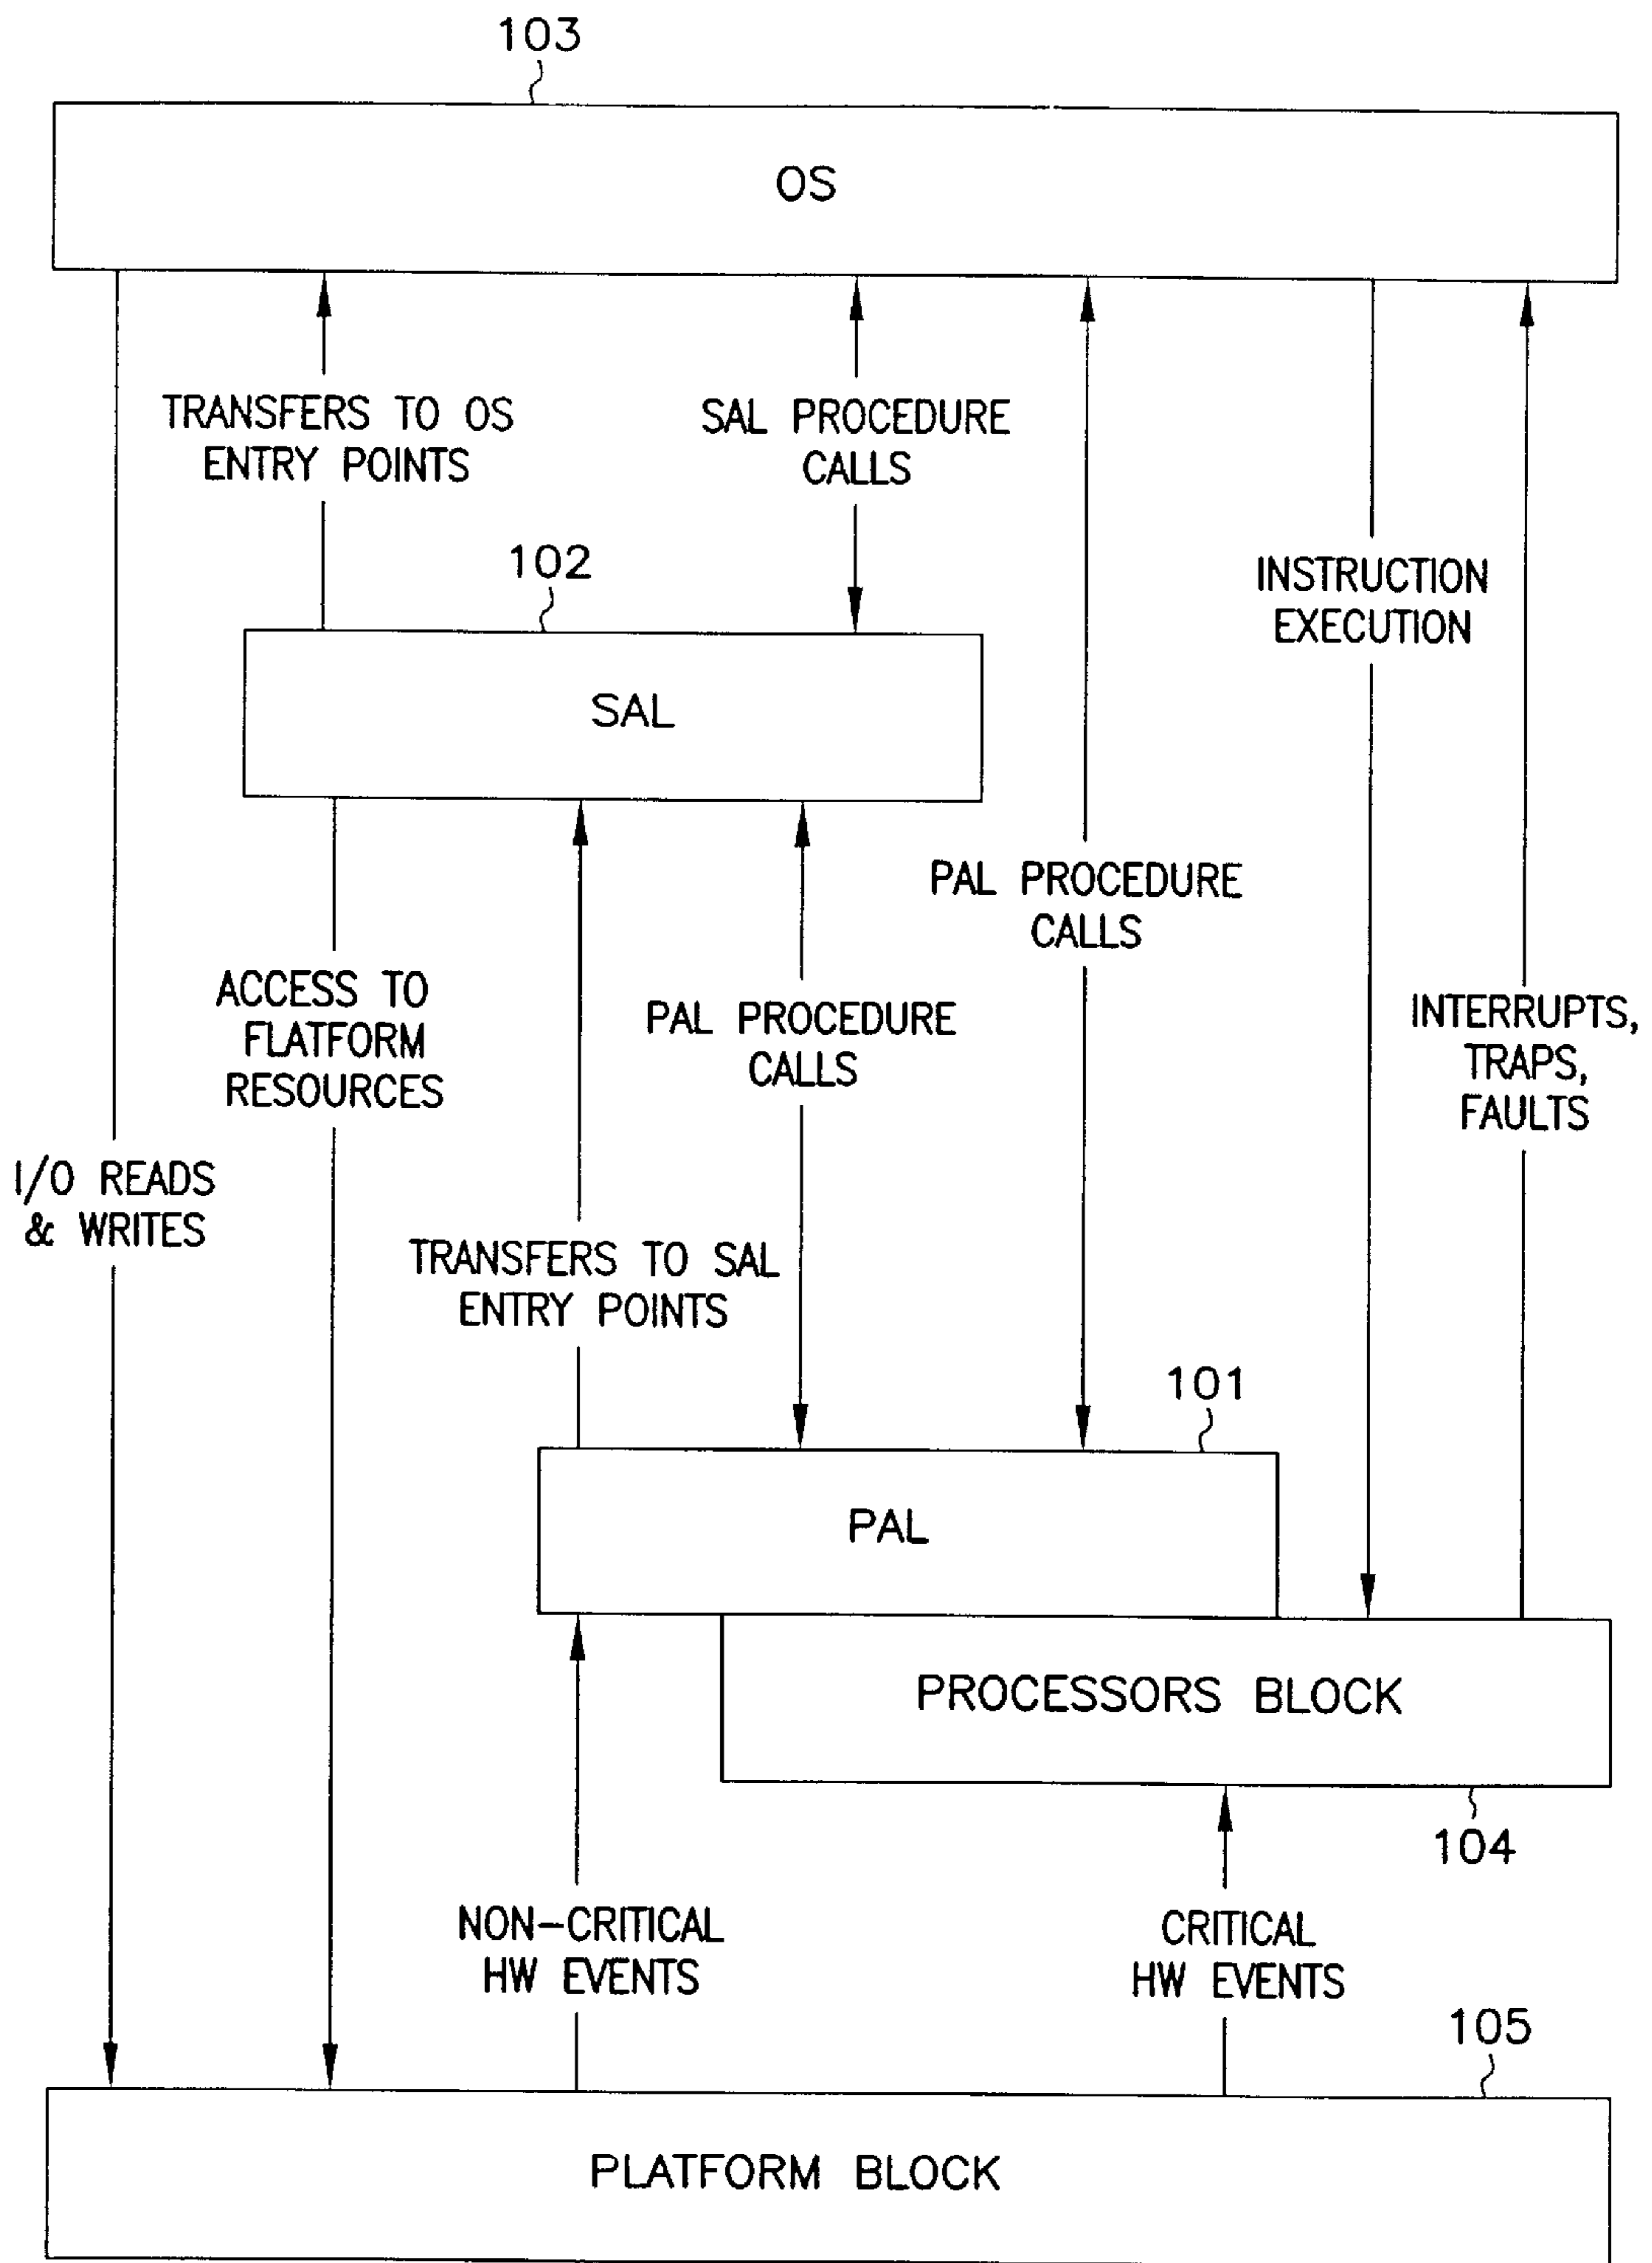 103
OS
TRANSFERS TO OS
ENTRY POINTS
SAL PROCEDURE
CALLS
102
INSTRUCTION
EXECUTION
SAL
PAL PROCEDURE
CALLS
ACCESS TO
FLATFORM
RESOURCES
PAL PROCEDURE
CALLS
INTERRUPTS,
TRAPS,
FAULTS
I/O READS
& WRITES
TRANSFERS TO SAL
ENTRY POINTS
101
PAL
PROCESSORS BLOCK
104
NON-CRITICAL
HW EVENTS
CRITICAL
HW EVENTS
105
PLATFORM BLOCK